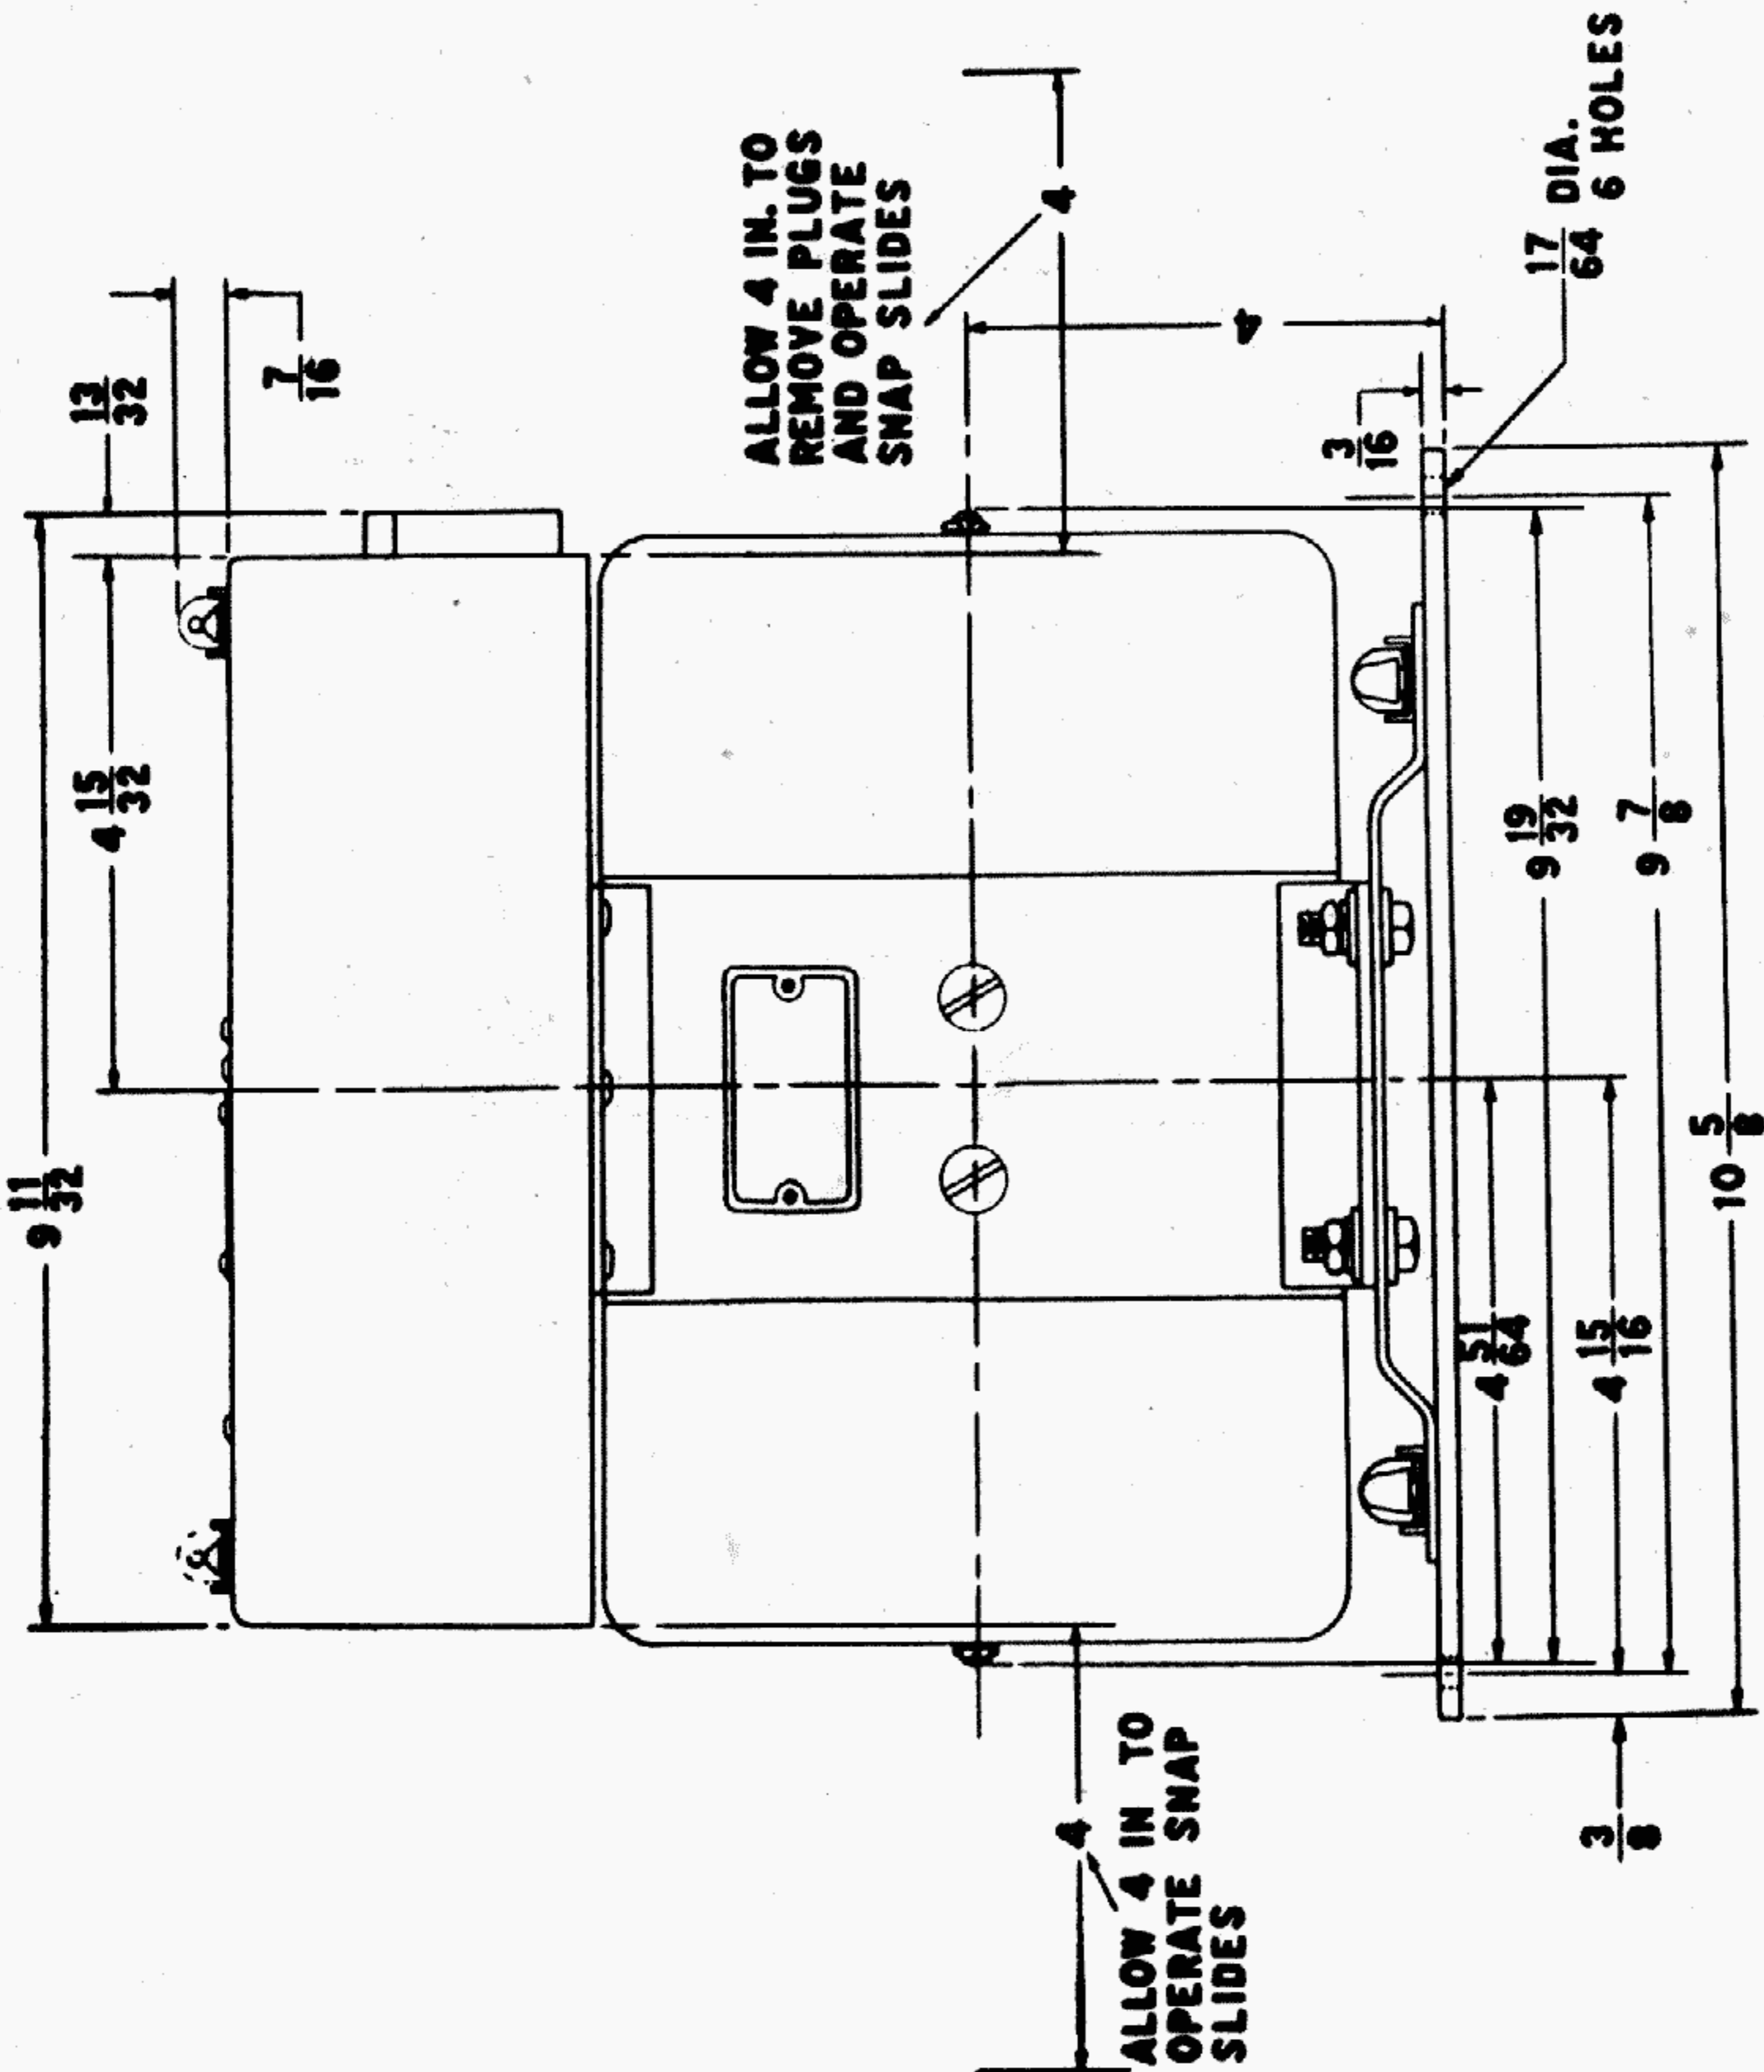 9 11/32
4 15/32
13/32
7/16
ALLOW 4 IN. TO
REMOVE PLUGS
AND OPERATE
SNAP SLIDES
4
4
ALLOW 4 IN TO
OPERATE SNAP
SLIDES
4
3/16
17/64 DIA.
6 HOLES
4 51/64
9 19/32
3/8
4 15/16
9 7/8
10 5/8